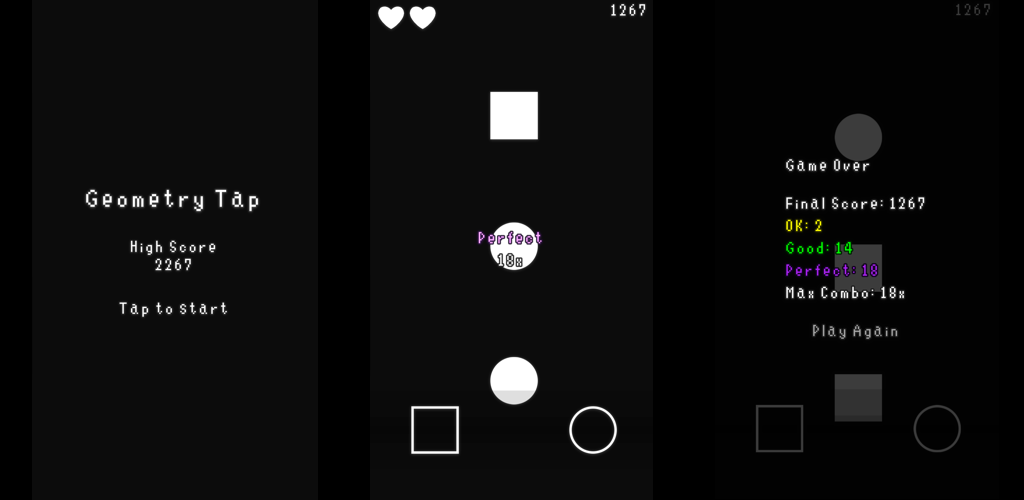 Geometry Tap
High Score
2267
Tap to start
1267
Perfect
18x
1267
Game Over
Final Score: 1267
OK: 2
Good: 14
Perfect: 18
Max Combo: 18x
Play Again